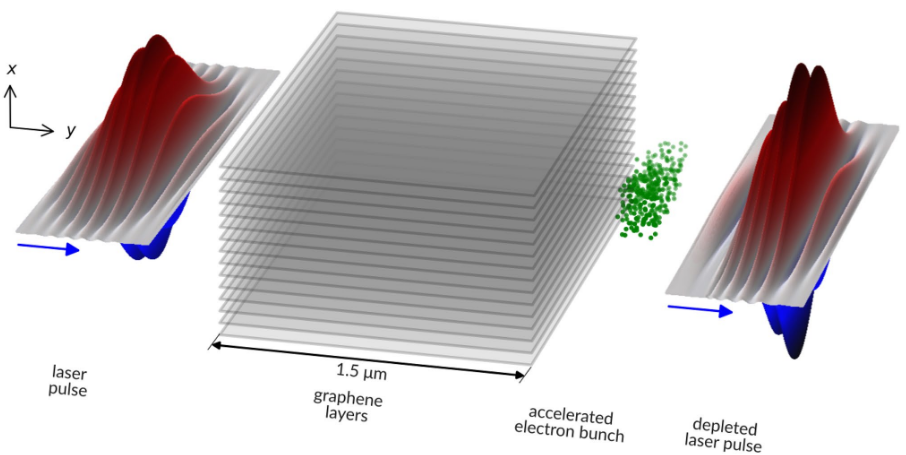 x
y
laser
pulse
1.5 μm
graphene
layers
accelerated
electron bunch
depleted
laser pulse